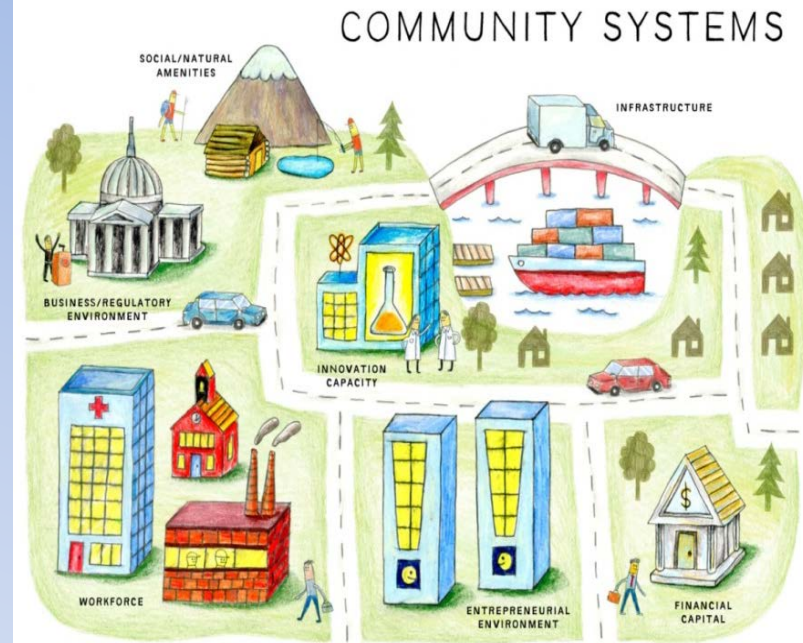 COMMUNITY SYSTEMS
SOCIAL/NATURAL
AMENITIES
INFRASTRUCTURE
BUSINESS/REGULATORY
ENVIRONMENT
INNOVATION
CAPACITY
$
WORKFORCE
ENTREPRENEURIAL
ENVIRONMENT
FINANCIAL
CAPITAL